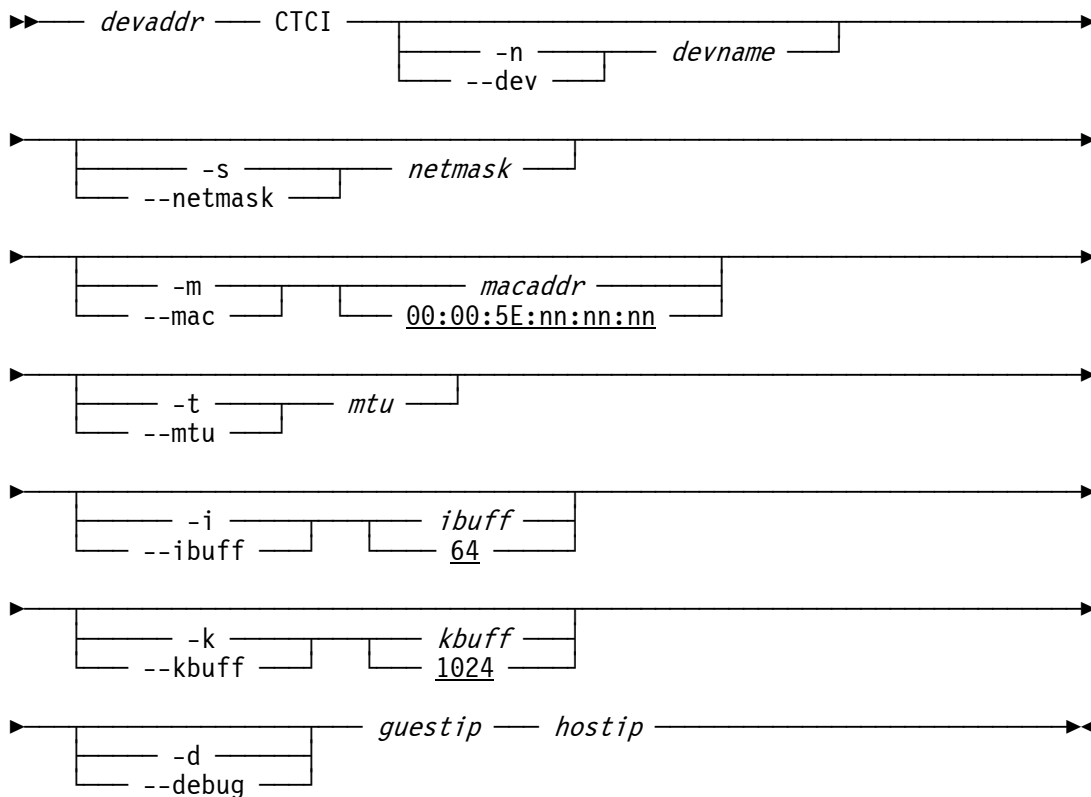 devaddr CTCI
-n devname
--dev
-s netmask
--netmask
-m macaddr
--mac 00:00:5E:nn:nn:nn
-t mtu
--mtu
-i ibuff
--ibuff 64
-k kbuff
--kbuff 1024
guestip hostip
-d
--debug